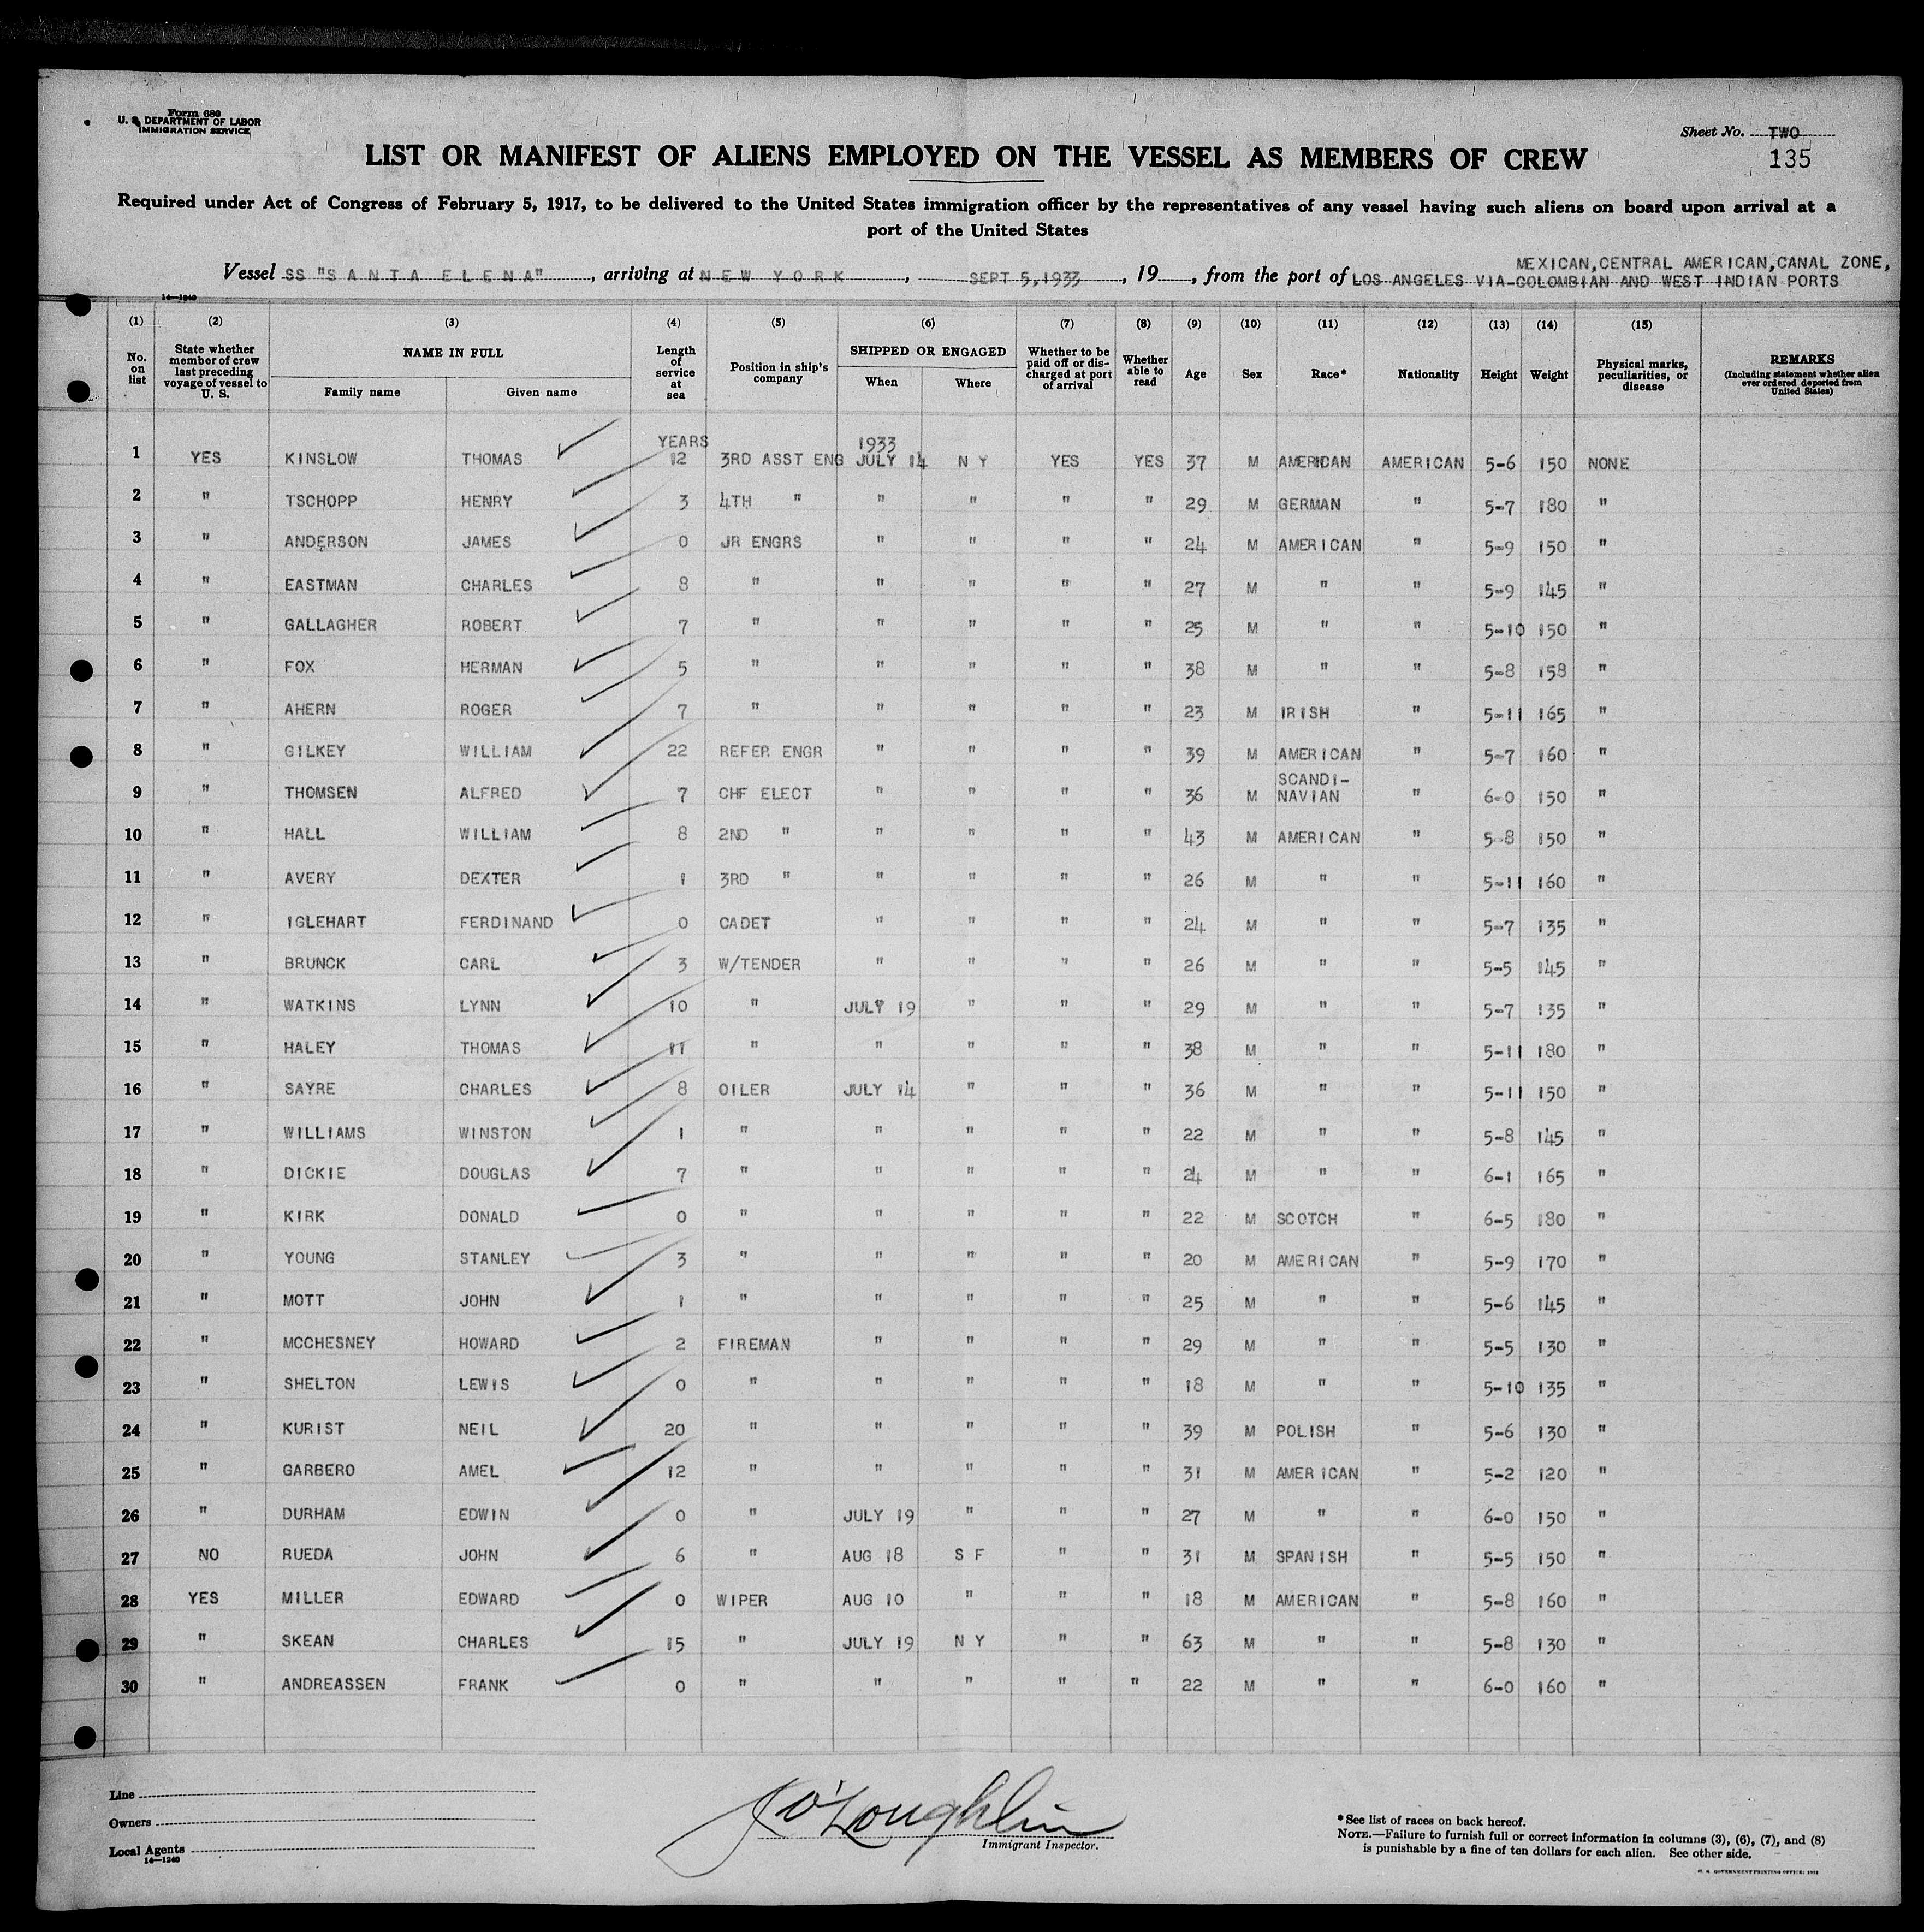 Form 680
U. S. DEPARTMENT OF LABOR
IMMIGRATION SERVICE
Sheet No. TWO
135
LIST OR MANIFEST OF ALIENS EMPLOYED ON THE VESSEL AS MEMBERS OF CREW
Required under Act of Congress of February 5, 1917, to be delivered to the United States immigration officer by the representatives of any vessel having such aliens on board upon arrival at a
port of the United States
MEXICAN, CENTRAL AMERICAN, CANAL ZONE,
Vessel SS "SANTA ELENA", arriving at NEW YORK, SEPT 5, 1933, 19, from the port of LOS ANGELES VIA-COLOMBIAN AND WEST INDIAN PORTS
14—1240
(1) (2) (3) (4) (5) (6) (7) (8) (9) (10) (11) (12) (13) (14) (15)
No. on list | State whether member of crew last preceding voyage of vessel to U. S. | NAME IN FULL | Family name | Given name | Length of service at sea | Position in ship's company | SHIPPED OR ENGAGED | When | Where | Whether to be paid off or discharged at port of arrival | Whether able to read | Age | Sex | Race* | Nationality | Height | Weight | Physical marks, peculiarities, or disease | REMARKS (Including statement whether alien ever ordered deported from United States)
YEARS 1933
1 YES KINSLOW THOMAS 12 3RD ASST ENG JULY 14 N Y YES YES 37 M AMERICAN AMERICAN 5-6 150 NONE
2 " TSCHOPP HENRY 3 4TH " " " " " 29 M GERMAN " 5-7 180 "
3 " ANDERSON JAMES 0 JR ENGRS " " " " 24 M AMERICAN " 5-9 150 "
4 " EASTMAN CHARLES 8 " " " " " 27 M " " 5-9 145 "
5 " GALLAGHER ROBERT 7 " " " " " 25 M " " 5-10 150 "
6 " FOX HERMAN 5 " " " " " 38 M " " 5-8 158 "
7 " AHERN ROGER 7 " " " " " 23 M IRISH " 5-11 165 "
8 " GILKEY WILLIAM 22 REFER ENGR " " " " 39 M AMERICAN " 5-7 160 "
9 " THOMSEN ALFRED 7 CHF ELECT " " " " 36 M SCANDI-NAVIAN " 6-0 150 "
10 " HALL WILLIAM 8 2ND " " " " " 43 M AMERICAN " 5-8 150 "
11 " AVERY DEXTER 1 3RD " " " " " 26 M " " 5-11 160 "
12 " IGLEHART FERDINAND 0 CADET " " " " 24 M " " 5-7 135 "
13 " BRUNCK CARL 3 W/TENDER " " " " 26 M " " 5-5 145 "
14 " WATKINS LYNN 10 " JULY 19 " " " 29 M " " 5-7 135 "
15 " HALEY THOMAS 11 " " " " " 38 M " " 5-11 180 "
16 " SAYRE CHARLES 8 OILER JULY 14 " " " 36 M " " 5-11 150 "
17 " WILLIAMS WINSTON 1 " " " " " 22 M " " 5-8 145 "
18 " DICKIE DOUGLAS 7 " " " " " 24 M " " 6-1 165 "
19 " KIRK DONALD 0 " " " " " 22 M SCOTCH " 6-5 180 "
20 " YOUNG STANLEY 3 " " " " " 20 M AMERICAN " 5-9 170 "
21 " MOTT JOHN 1 " " " " " 25 M " " 5-6 145 "
22 " MCCHESNEY HOWARD 2 FIREMAN " " " " 29 M " " 5-5 130 "
23 " SHELTON LEWIS 0 " " " " " 18 M " " 5-10 135 "
24 " KURIST NEIL 20 " " " " " 39 M POLISH " 5-6 130 "
25 " GARBERO AMEL 12 " " " " " 31 M AMERICAN " 5-2 120 "
26 " DURHAM EDWIN 0 " JULY 19 " " " 27 M " " 6-0 150 "
27 NO RUEDA JOHN 6 " AUG 18 S F " " 31 M SPANISH " 5-5 150 "
28 YES MILLER EDWARD 0 WIPER AUG 10 " " " 18 M AMERICAN " 5-8 160 "
29 " SKEAN CHARLES 15 " JULY 19 N Y " " 63 M " " 5-8 130 "
30 " ANDREASSEN FRANK 0 " " " " " 22 M " " 6-0 160 "
Line
Owners
Local Agents
14—1240
J O'Loughlin
Immigrant Inspector.
*See list of races on back hereof.
NOTE.—Failure to furnish full or correct information in columns (3), (6), (7), and (8)
is punishable by a fine of ten dollars for each alien. See other side.
U. S. GOVERNMENT PRINTING OFFICE: 1932